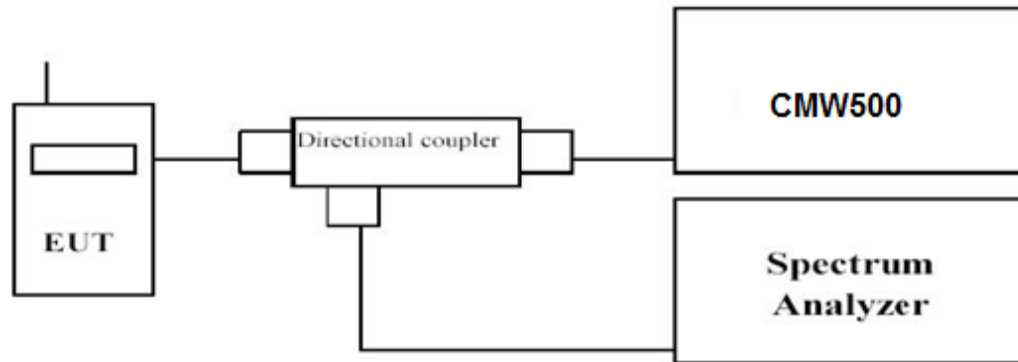 EUT
Directional coupler
CMW500
Spectrum
Analyzer